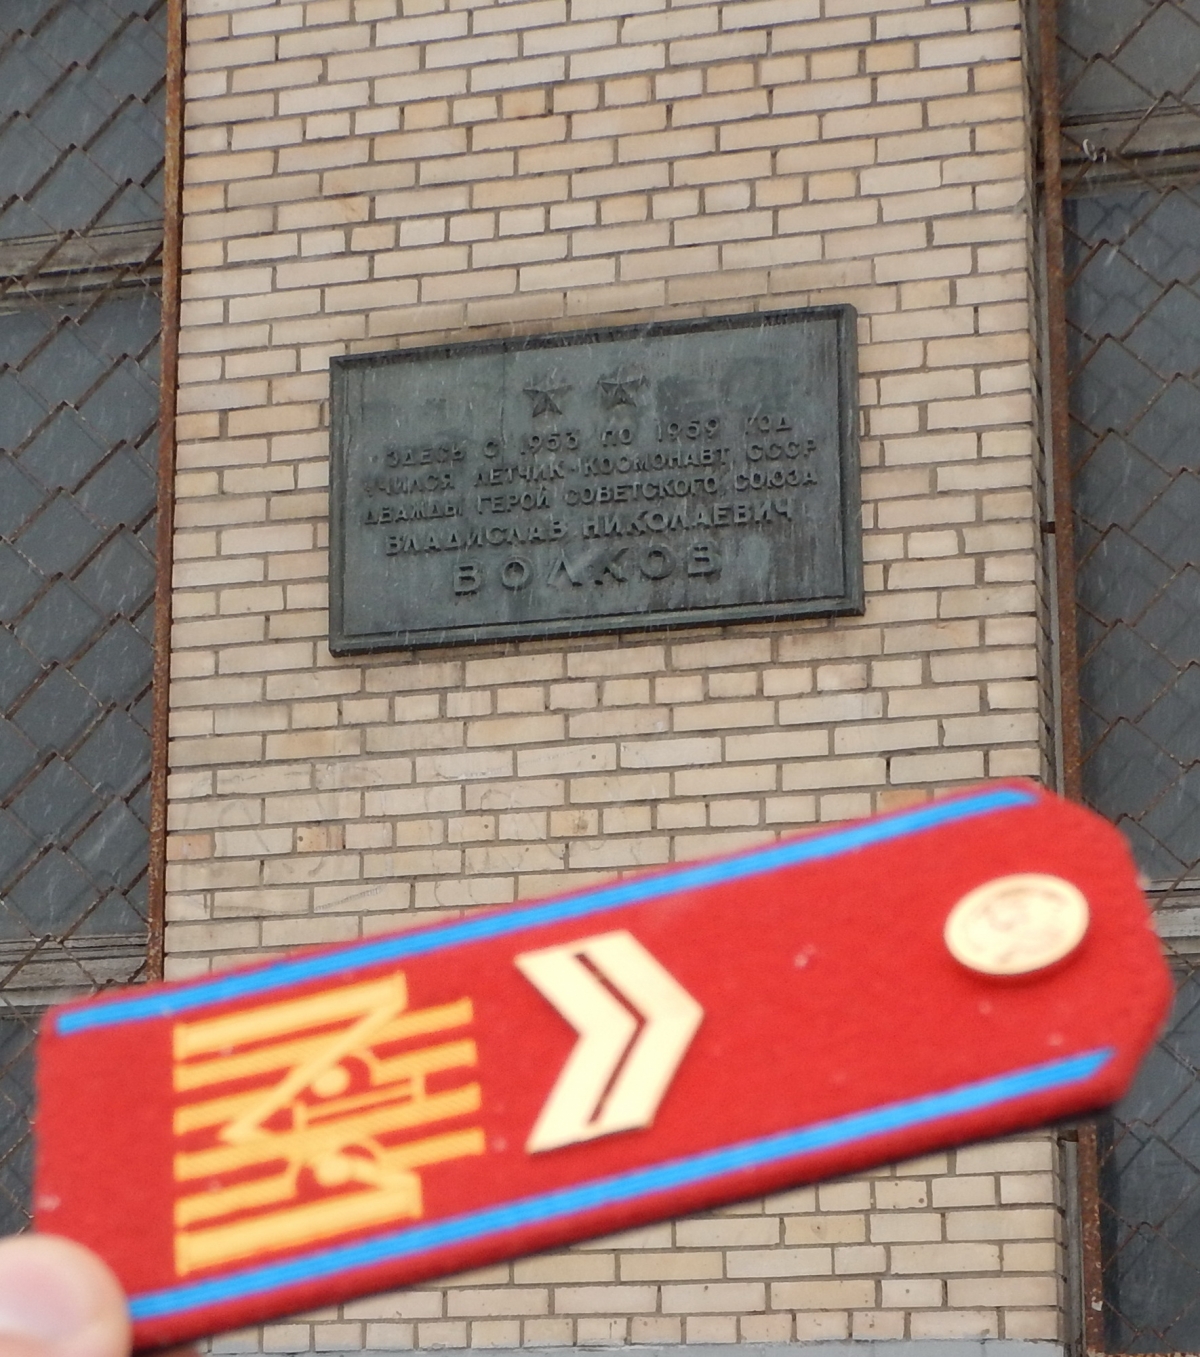 ЗДЕСЬ С 1953 ПО 1959 ГОД
УЧИЛСЯ ЛЕТЧИК-КОСМОНАВТ СССР
ДВАЖДЫ ГЕРОЙ СОВЕТСКОГО СОЮЗА
ВЛАДИСЛАВ НИКОЛАЕВИЧ
ВОЛКОВ